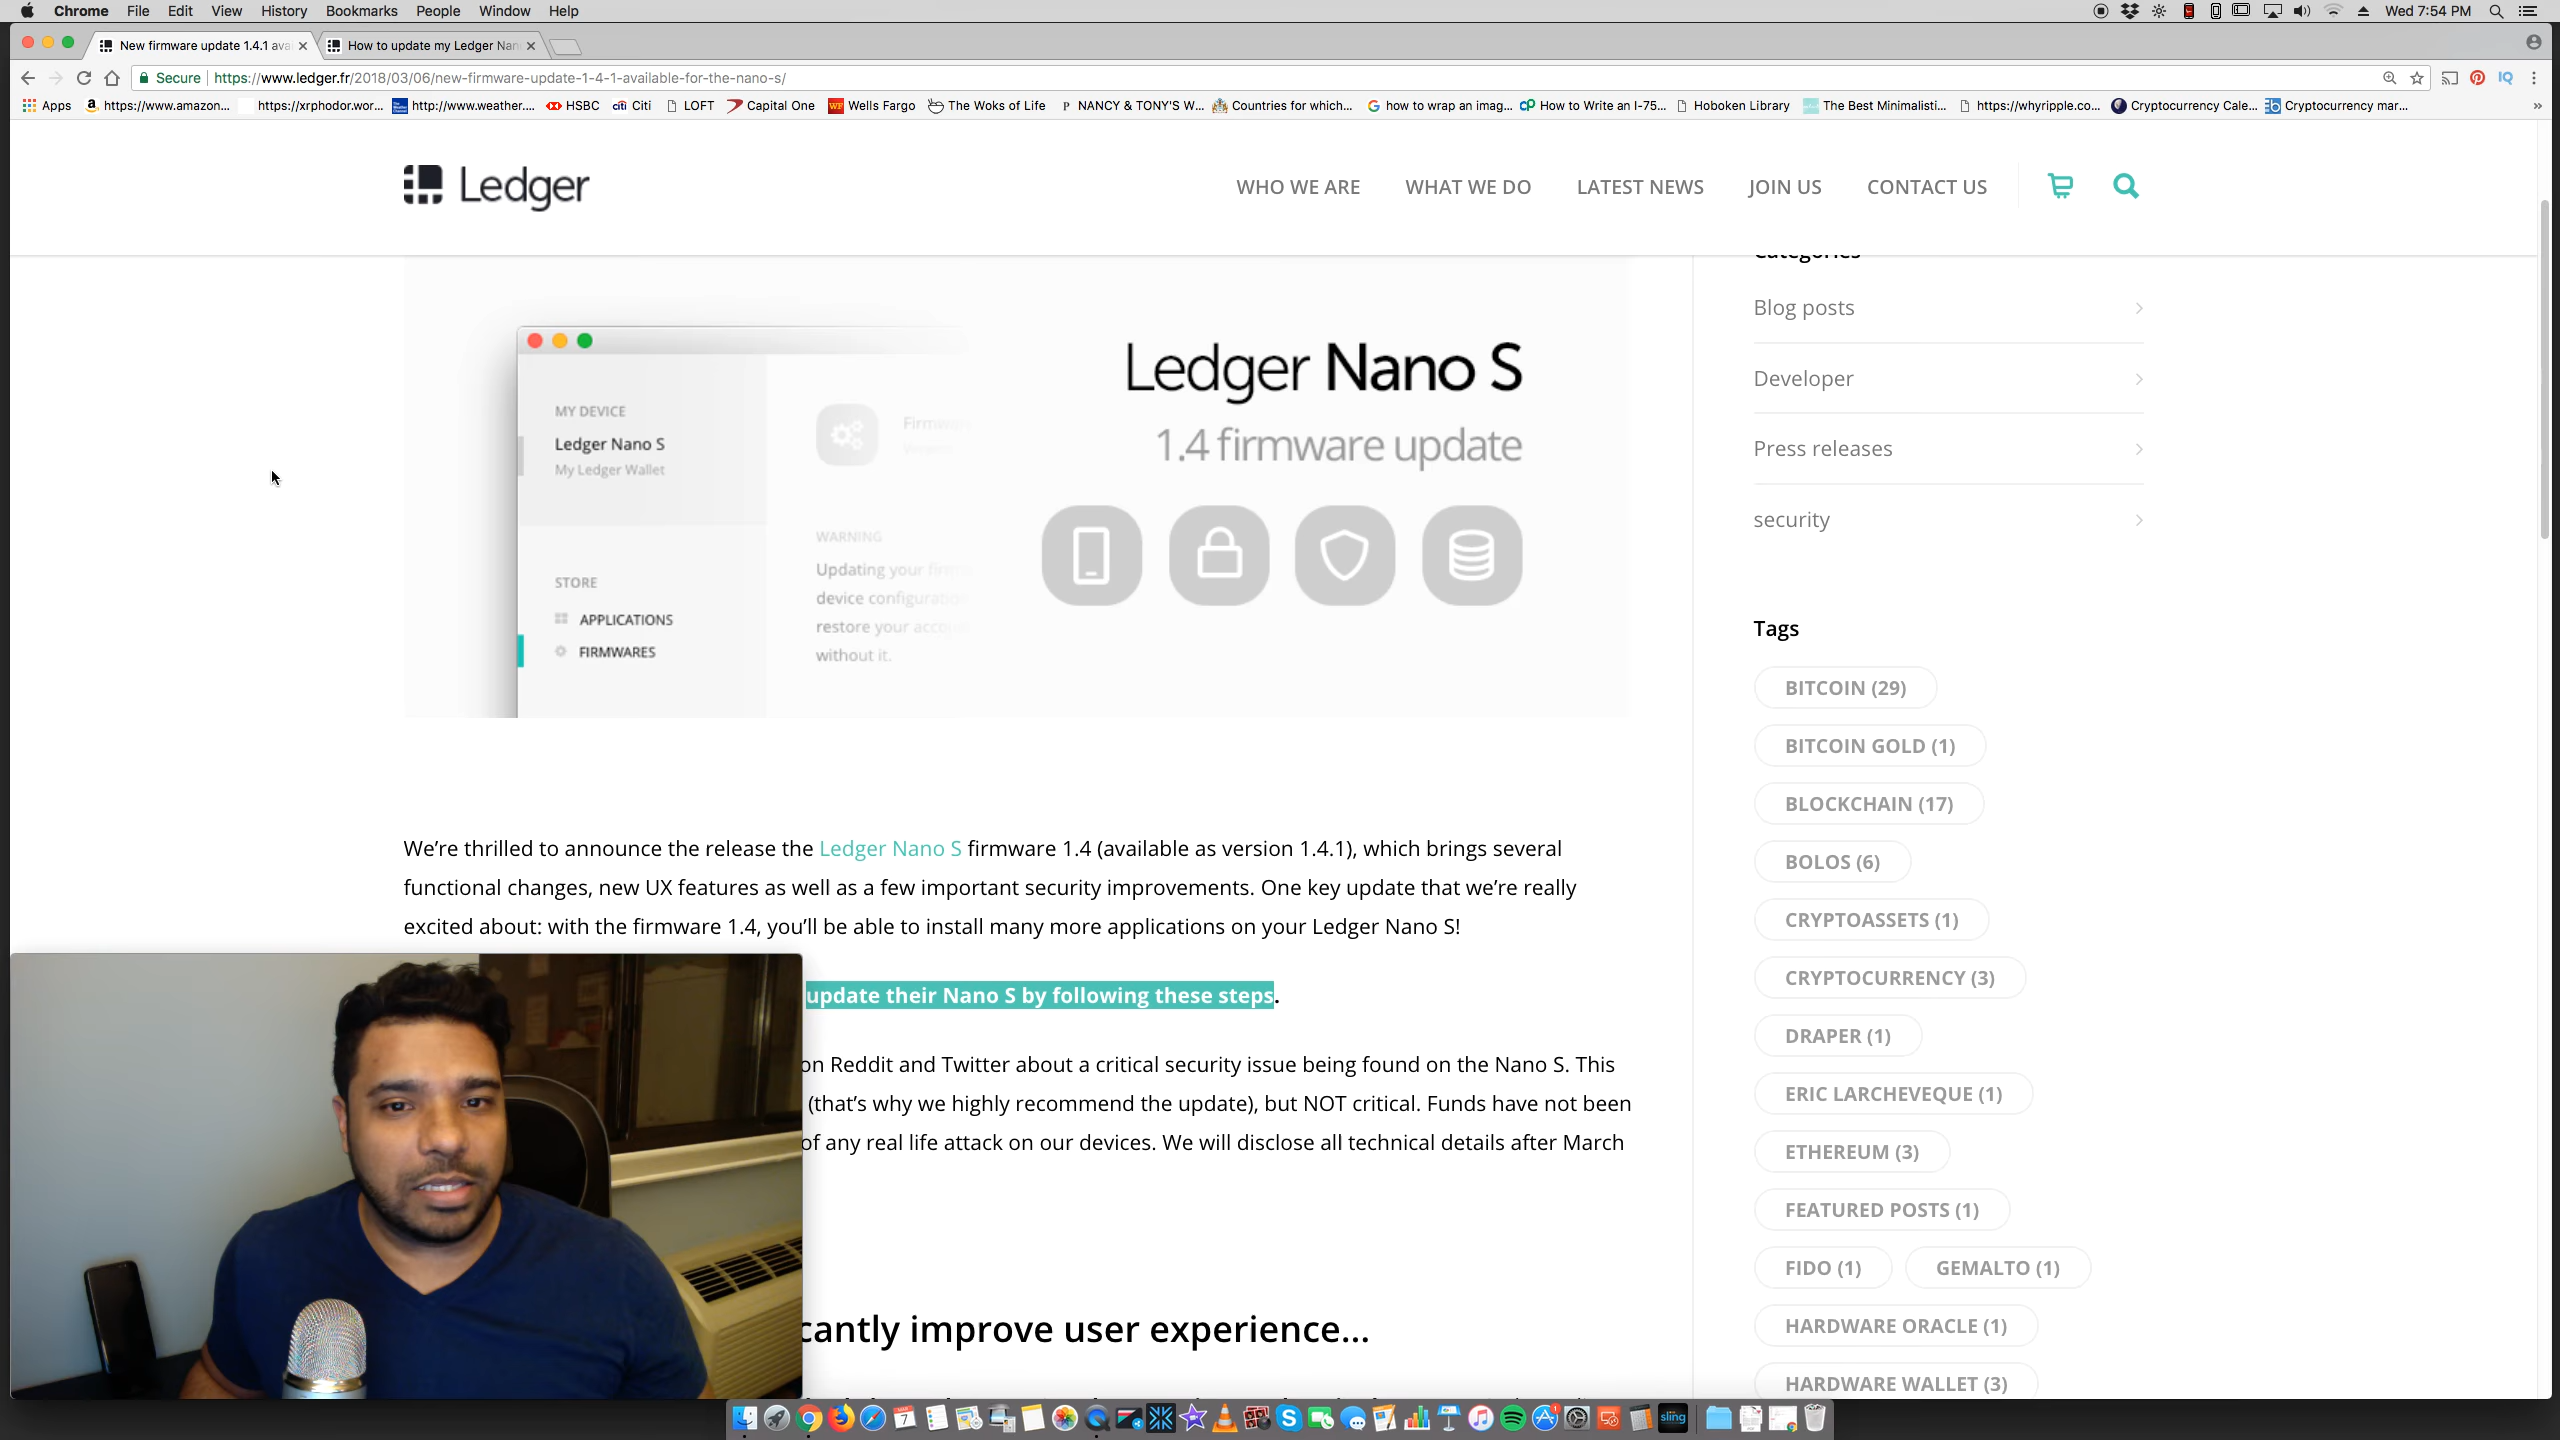 Chrome File Edit View History Bookmarks People Window Help
Wed 7:54 PM
New firmware update 1.4.1 ava
How to update my Ledger Nan
Secure https://www.ledger.fr/2018/03/06/new-firmware-update-1-4-1-available-for-the-nano-s/
Apps https://www.amazon... https://xrphodor.wor... http://www.weather.... HSBC citi Citi LOFT Capital One Wells Fargo The Woks of Life NANCY & TONY'S W... Countries for which... how to wrap an imag... How to Write an I-75... Hoboken Library The Best Minimalisti... https://whyripple.co... Cryptocurrency Cale... Cryptocurrency mar...
Ledger
WHO WE ARE WHAT WE DO LATEST NEWS JOIN US CONTACT US
Categories
Blog posts
Developer
Press releases
security
MY DEVICE
Ledger Nano S
My Ledger Wallet
STORE
APPLICATIONS
FIRMWARES
Firmware
WARNING
Updating your firm
device configuratio
restore your acco
without it.
Ledger Nano S
1.4 firmware update
Tags
BITCOIN (29)
BITCOIN GOLD (1)
BLOCKCHAIN (17)
BOLOS (6)
CRYPTOASSETS (1)
CRYPTOCURRENCY (3)
DRAPER (1)
ERIC LARCHEVEQUE (1)
ETHEREUM (3)
FEATURED POSTS (1)
FIDO (1) GEMALTO (1)
HARDWARE ORACLE (1)
HARDWARE WALLET (3)
We're thrilled to announce the release the Ledger Nano S firmware 1.4 (available as version 1.4.1), which brings several
functional changes, new UX features as well as a few important security improvements. One key update that we're really
excited about: with the firmware 1.4, you'll be able to install many more applications on your Ledger Nano S!
update their Nano S by following these steps.
on Reddit and Twitter about a critical security issue being found on the Nano S. This
(that's why we highly recommend the update), but NOT critical. Funds have not been
of any real life attack on our devices. We will disclose all technical details after March
cantly improve user experience...
sling